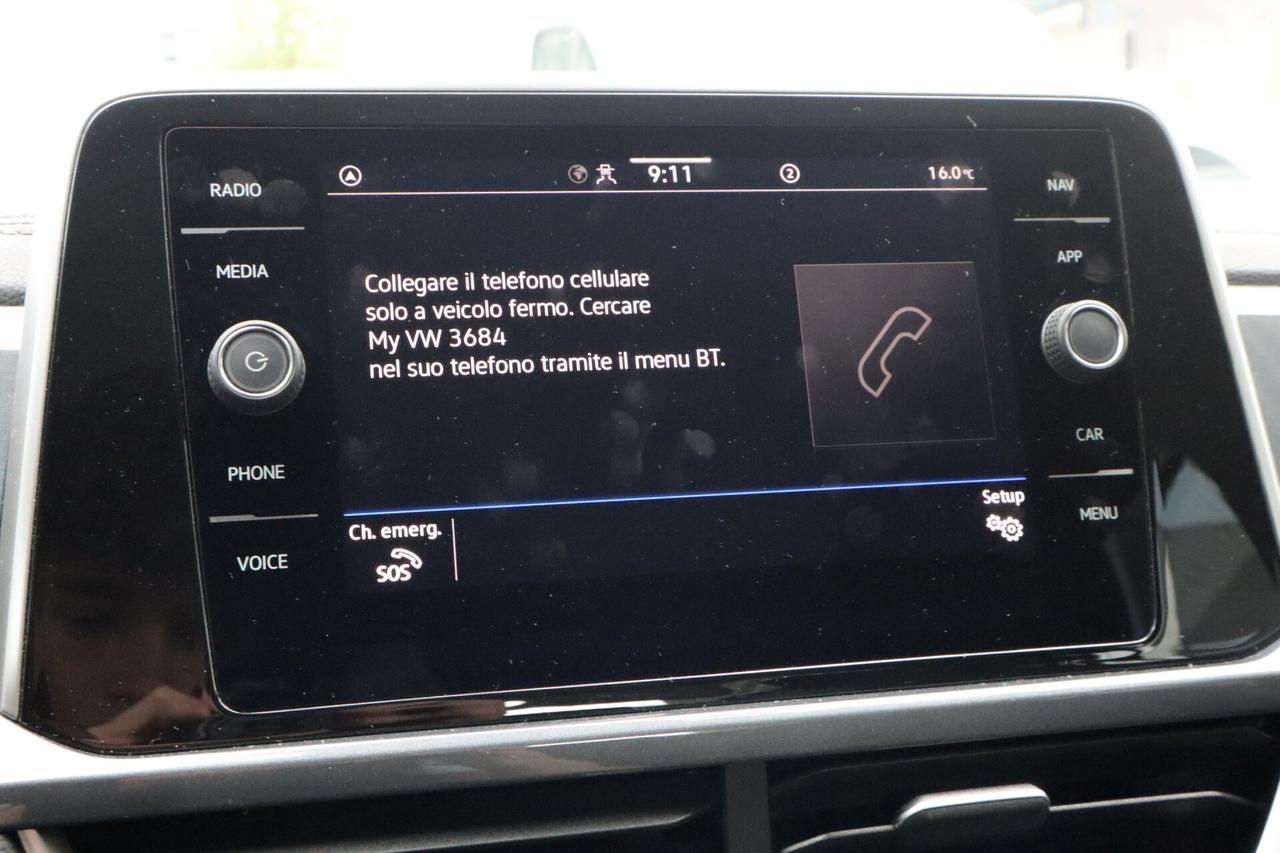 RADIO
MEDIA
PHONE
VOICE
9:11
2
16.0°C
Collegare il telefono cellulare
solo a veicolo fermo. Cercare
My VW 3684
nel suo telefono tramite il menu BT.
Ch. emerg.
SOS
Setup
NAV
APP
CAR
MENU